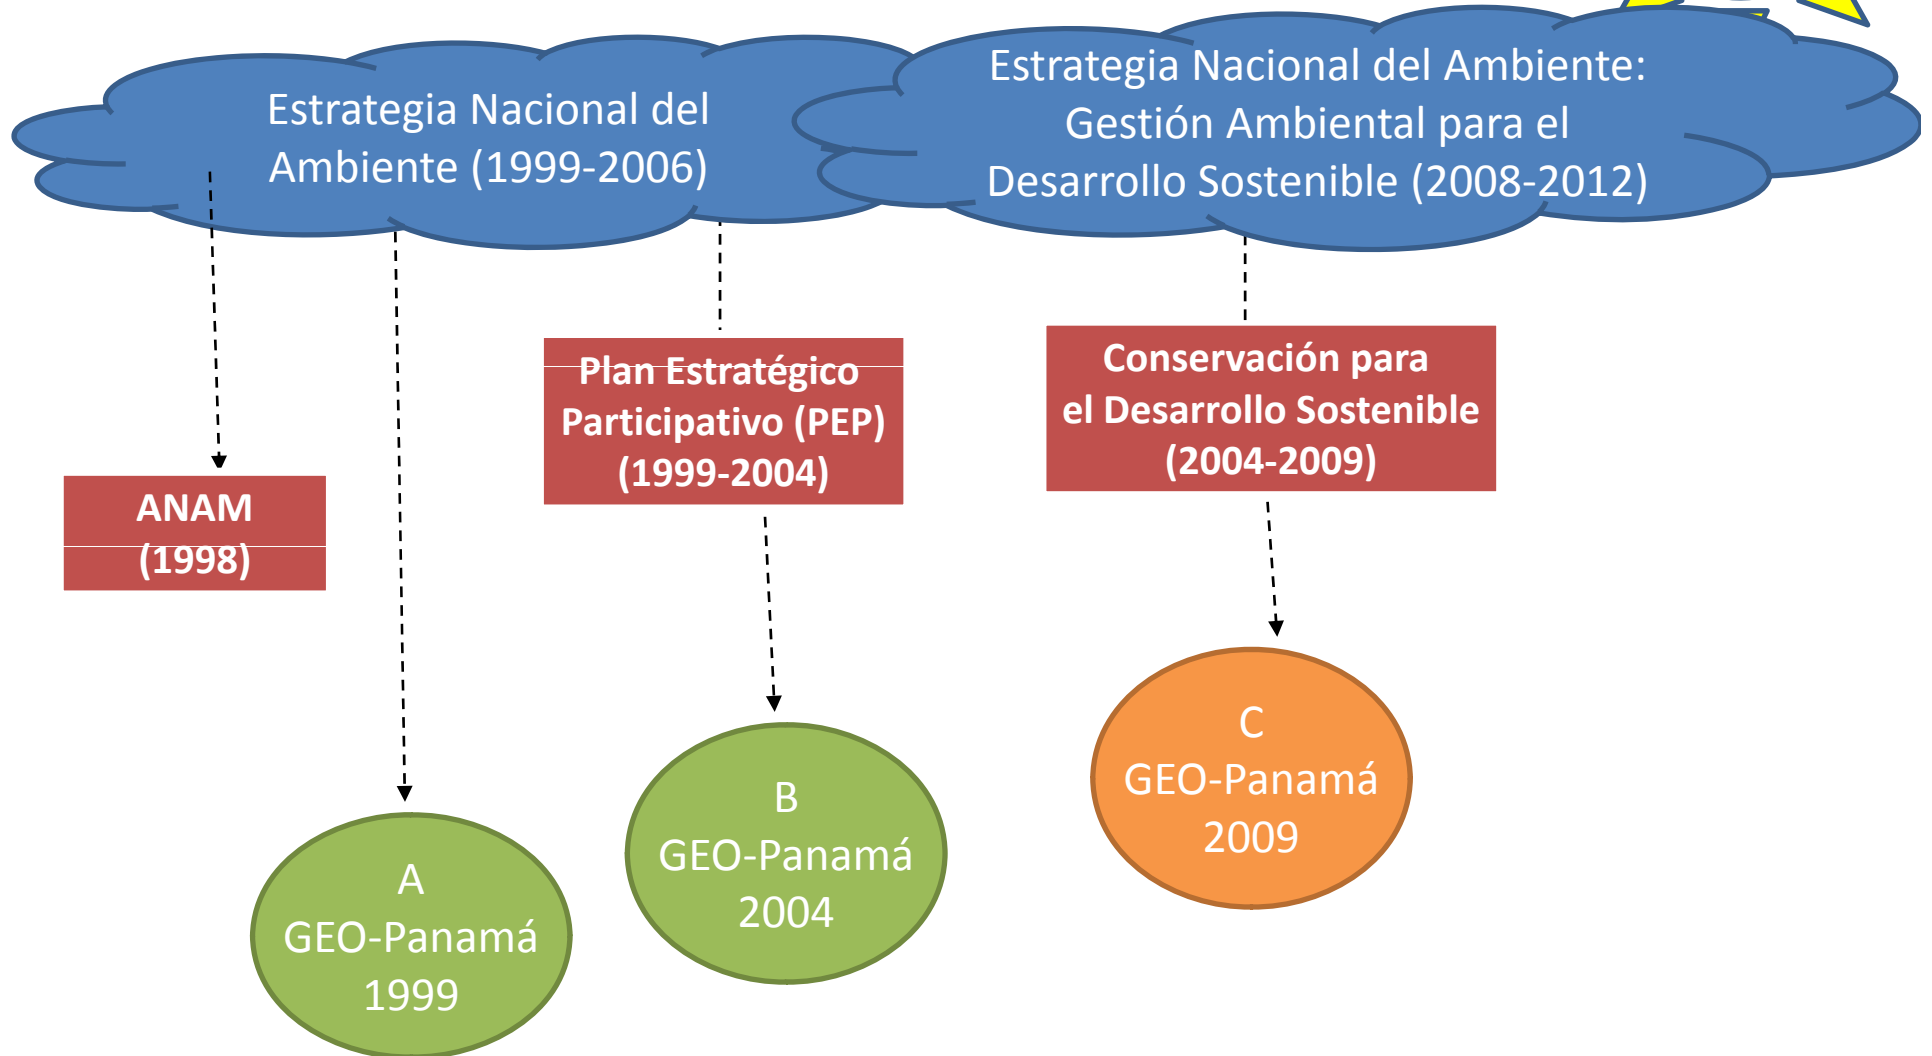 Estrategia Nacional del
Ambiente (1999-2006)
Estrategia Nacional del Ambiente:
Gestión Ambiental para el
Desarrollo Sostenible (2008-2012)
Plan Estratégico
Participativo (PEP)
(1999-2004)
Conservación para
el Desarrollo Sostenible
(2004-2009)
ANAM
(1998)
A
GEO-Panamá
1999
B
GEO-Panamá
2004
C
GEO-Panamá
2009